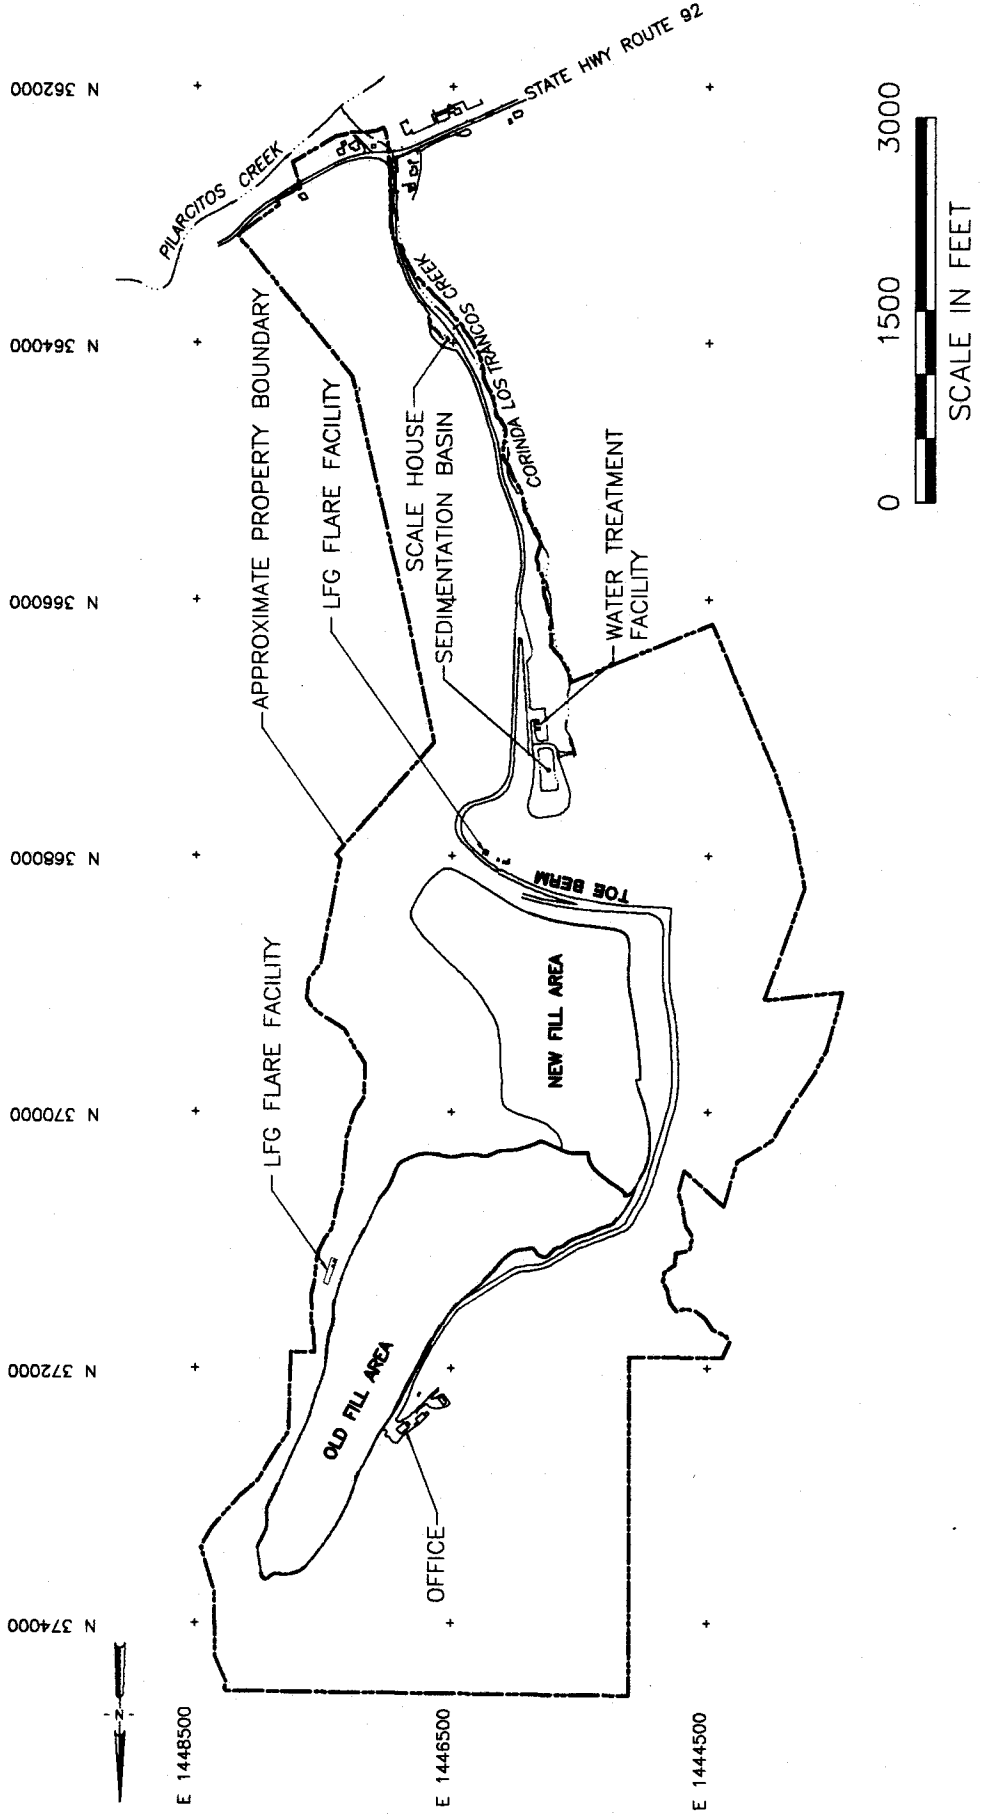 N 362000
N 364000
N 366000
N 368000
N 370000
N 372000
N 374000
E 1448500
E 1446500
E 1444500
-N-
PILARCITOS CREEK
STATE HWY ROUTE 92
APPROXIMATE PROPERTY BOUNDARY
LFG FLARE FACILITY
SCALE HOUSE
SEDIMENTATION BASIN
CORINDA LOS TRANCOS CREEK
WATER TREATMENT
FACILITY
TOE BERM
LFG FLARE FACILITY
NEW FILL AREA
OLD FILL AREA
OFFICE
0 1500 3000
SCALE IN FEET